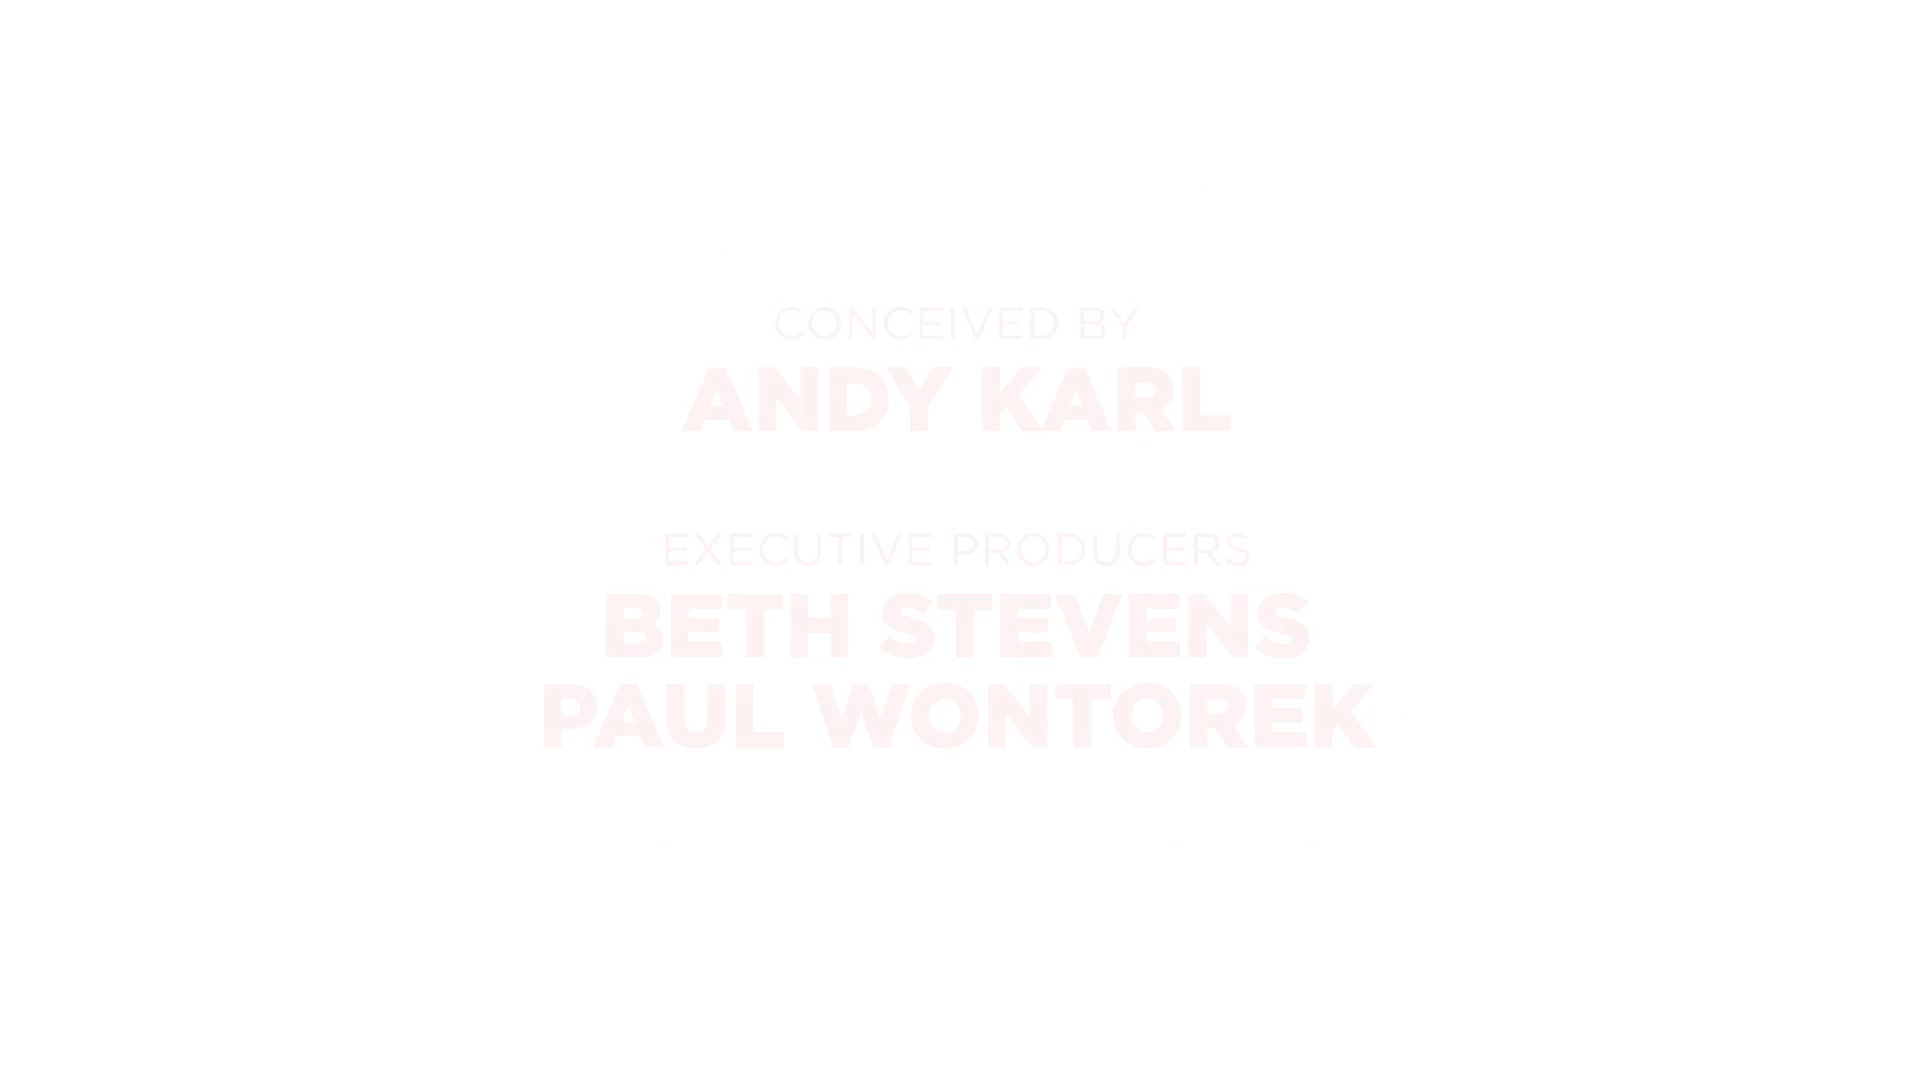 CONCEIVED BY
ANDY KARL
EXECUTIVE PRODUCERS
BETH STEVENS
PAUL WONTOREK